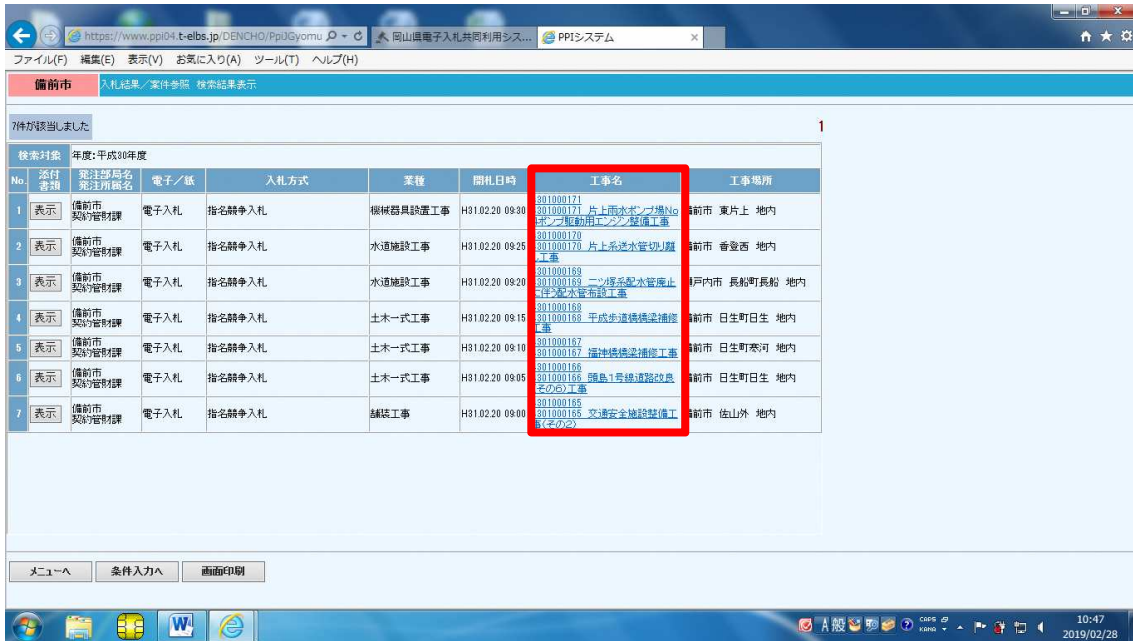 https://www.ppi04.t-elbs.jp/DENCHO/PpiJGyomu
岡山県電子入札共同利用シス...
PPIシステム
ファイル(F) 編集(E) 表示(V) お気に入り(A) ツール(T) ヘルプ(H)
備前市 入札結果/案件参照 検索結果表示
7件が該当しました
1
検索対象 年度:平成30年度
No. 添付書類 発注部局名 発注所属名 電子/紙 入札方式 業種 開札日時 工事名 工事場所
1 表示 備前市 契約管財課 電子入札 指名競争入札 機械器具設置工事 H31.02.20 09:30
301000171
301000171 片上雨水ポンプ場No
ポンプ駆動用エンジン整備工事
前市 東片上 地内
2 表示 備前市 契約管財課 電子入札 指名競争入札 水道施設工事 H31.02.20 09:25
301000170
301000170 片上系送水管切り離
工事
前市 香登西 地内
3 表示 備前市 契約管財課 電子入札 指名競争入札 水道施設工事 H31.02.20 09:20
301000169
301000169 二ツ塚系配水管廃止
に伴う配水管布設工事
戸内市 長船町長船 地内
4 表示 備前市 契約管財課 電子入札 指名競争入札 土木一式工事 H31.02.20 09:15
301000168
301000168 平成歩道橋橋梁補修
工事
前市 日生町日生 地内
5 表示 備前市 契約管財課 電子入札 指名競争入札 土木一式工事 H31.02.20 09:10
301000167
301000167 福神橋橋梁補修工事
前市 日生町寒河 地内
6 表示 備前市 契約管財課 電子入札 指名競争入札 土木一式工事 H31.02.20 09:05
301000166
301000166 頭島1号線道路改良
(その6)工事
前市 日生町日生 地内
7 表示 備前市 契約管財課 電子入札 指名競争入札 舗装工事 H31.02.20 09:00
301000165
301000165 交通安全施設整備工
事(その2)
前市 佐山外 地内
メニューへ 条件入力へ 画面印刷
A 般 CAPS KANA
10:47
2019/02/28